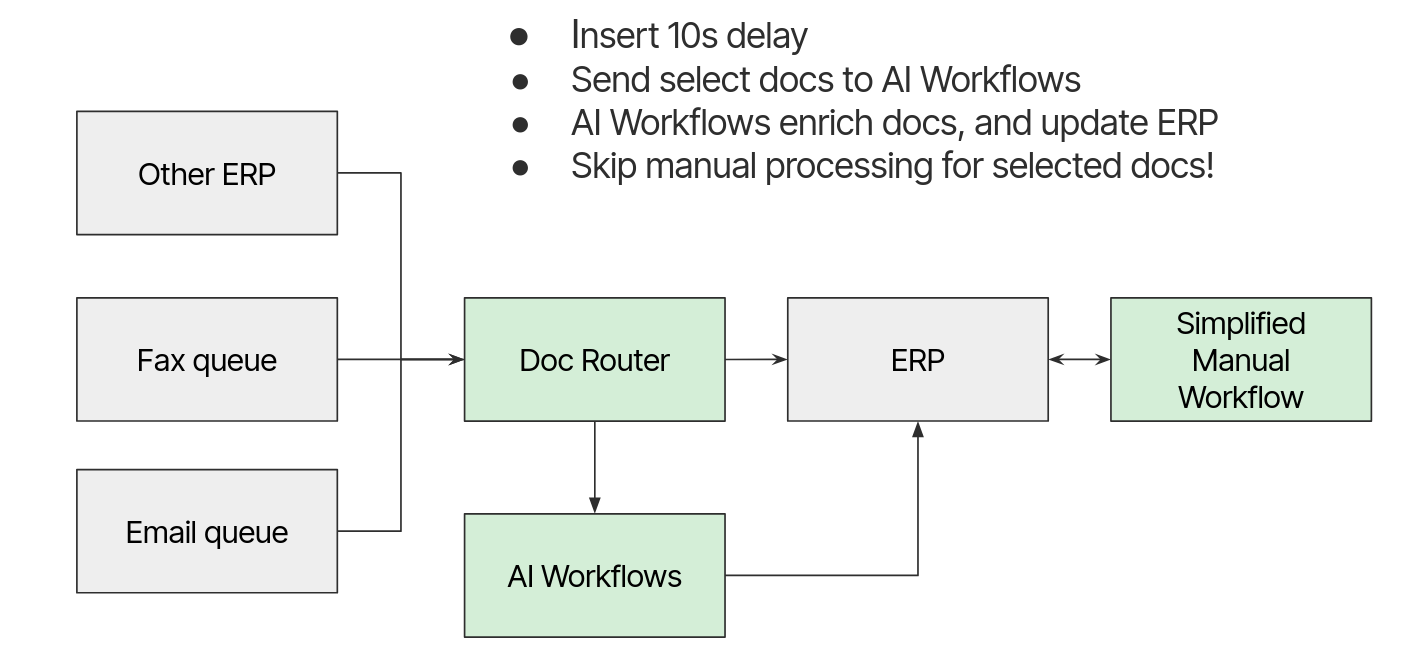 ● Insert 10s delay
● Send select docs to AI Workflows
● AI Workflows enrich docs, and update ERP
● Skip manual processing for selected docs!
Other ERP
Fax queue
Email queue
Doc Router
AI Workflows
ERP
Simplified
Manual
Workflow